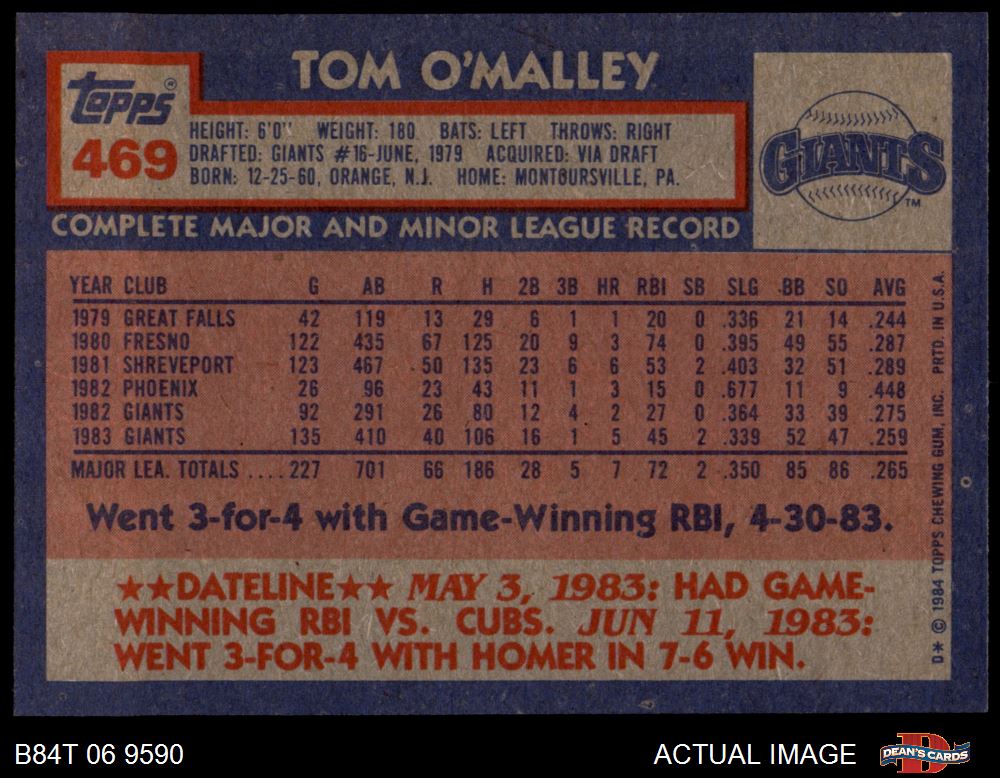 TOM O'MALLEY
Topps®
469
HEIGHT: 6'0" WEIGHT: 180 BATS: LEFT THROWS: RIGHT
DRAFTED: GIANTS #16-JUNE, 1979 ACQUIRED: VIA DRAFT
BORN: 12-25-60, ORANGE, N.J. HOME: MONTOURSVILLE, PA.
GIANTS
TM
COMPLETE MAJOR AND MINOR LEAGUE RECORD
YEAR CLUB G AB R H 2B 3B HR RBI SB SLG BB SO AVG
1979 GREAT FALLS 42 119 13 29 6 1 1 20 0 .336 21 14 .244
1980 FRESNO 122 435 67 125 20 9 3 74 0 .395 49 55 .287
1981 SHREVEPORT 123 467 50 135 23 6 6 53 2 .403 32 51 .289
1982 PHOENIX 26 96 23 43 11 1 3 15 0 .677 11 9 .448
1982 GIANTS 92 291 26 80 12 4 2 27 0 .364 33 39 .275
1983 GIANTS 135 410 40 106 16 1 5 45 2 .339 52 47 .259
MAJOR LEA. TOTALS .... 227 701 66 186 28 5 7 72 2 .350 85 86 .265
Went 3-for-4 with Game-Winning RBI, 4-30-83.
★★DATELINE★★ MAY 3, 1983: HAD GAME-
WINNING RBI VS. CUBS. JUN 11, 1983:
WENT 3-FOR-4 WITH HOMER IN 7-6 WIN.
D* © 1984 TOPPS CHEWING GUM, INC. PRTD. IN U.S.A.
B84T 06 9590
ACTUAL IMAGE
D
DEAN'S CARDS